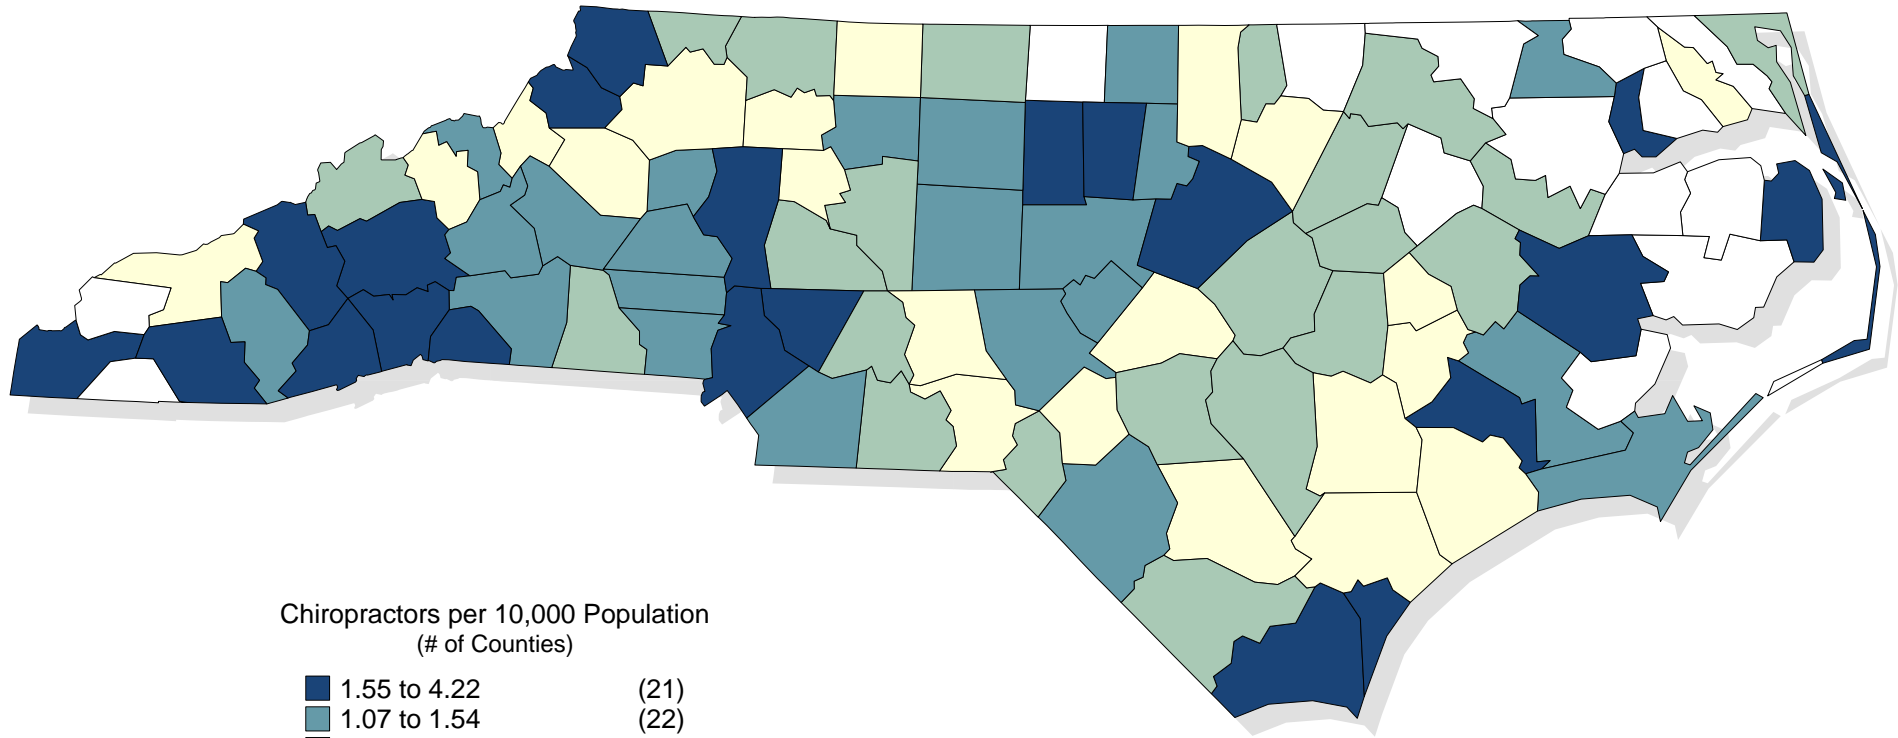 Chiropractors per 10,000 Population
(# of Counties)
1.55 to 4.22 (21)
1.07 to 1.54 (22)